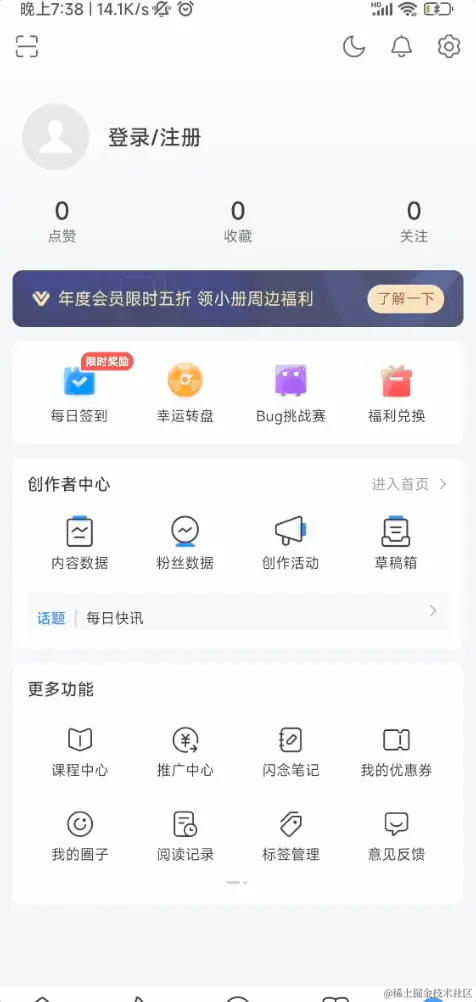 晚上7:38 | 14.1K/s
HD
登录/注册
0 0 0
点赞 收藏 关注
年度会员限时五折 领小册周边福利 了解一下
限时奖励
每日签到 幸运转盘 Bug挑战赛 福利兑换
创作者中心 进入首页
内容数据 粉丝数据 创作活动 草稿箱
话题 | 每日快讯
更多功能
课程中心 推广中心 闪念笔记 我的优惠券
我的圈子 阅读记录 标签管理 意见反馈
@稀土掘金技术社区